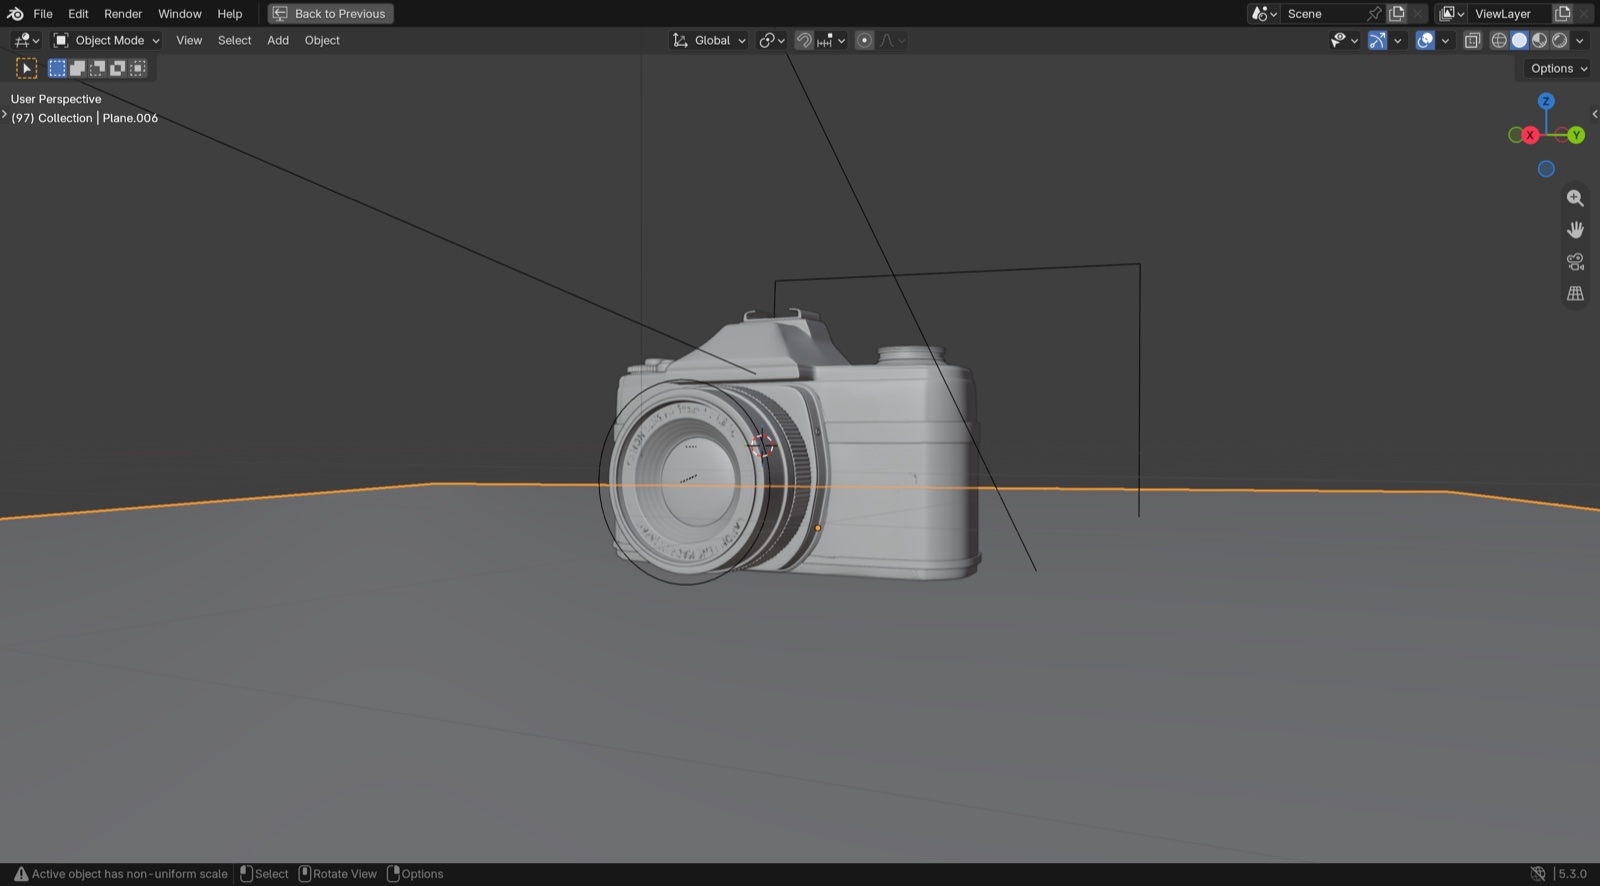 File Edit Render Window Help Back to Previous Scene ViewLayer
Object Mode View Select Add Object Global
Options
User Perspective
(97) Collection | Plane.006
Z
X Y
Active object has non-uniform scale Select Rotate View Options 5.3.0